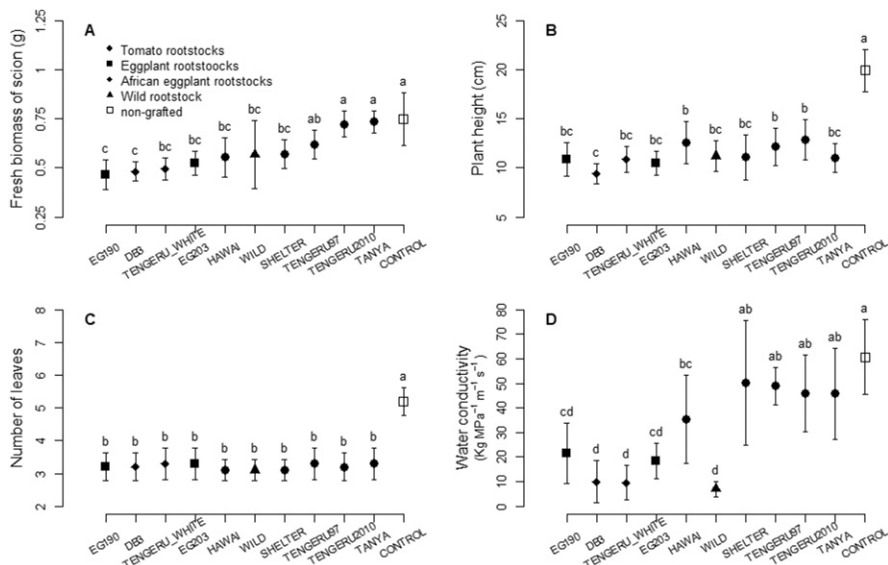 A
Fresh biomass of scion (g)
1.25
1
0.75
0.5
0.25
Tomato rootstocks
Eggplant rootstoocks
African eggplant rootstocks
Wild rootstock
non-grafted
c c bc bc bc bc bc ab a a a
EG190 DB3 TENGERU_WHITE EG203 HAWAI WILD SHELTER TENGERU97 TENGERU2010 TANYA CONTROL
B
Plant height (cm)
25
20
15
10
5
bc c bc bc b bc bc b b bc a
EG190 DB3 TENGERU_WHITE EG203 HAWAI WILD SHELTER TENGERU97 TENGERU2010 TANYA CONTROL
C
Number of leaves
8
7
6
5
4
3
2
b b b b b b b b b b a
EG190 DB3 TENGERU_WHITE EG203 HAWAI WILD SHELTER TENGERU97 TENGERU2010 TANYA CONTROL
D
Water conductivity
(Kg MPa⁻¹ m⁻¹ s⁻¹)
80
70
60
50
40
30
20
10
0
cd d d cd bc d ab ab ab ab a
EG190 DB3 TENGERU_WHITE EG203 HAWAI WILD SHELTER TENGERU97 TENGERU2010 TANYA CONTROL